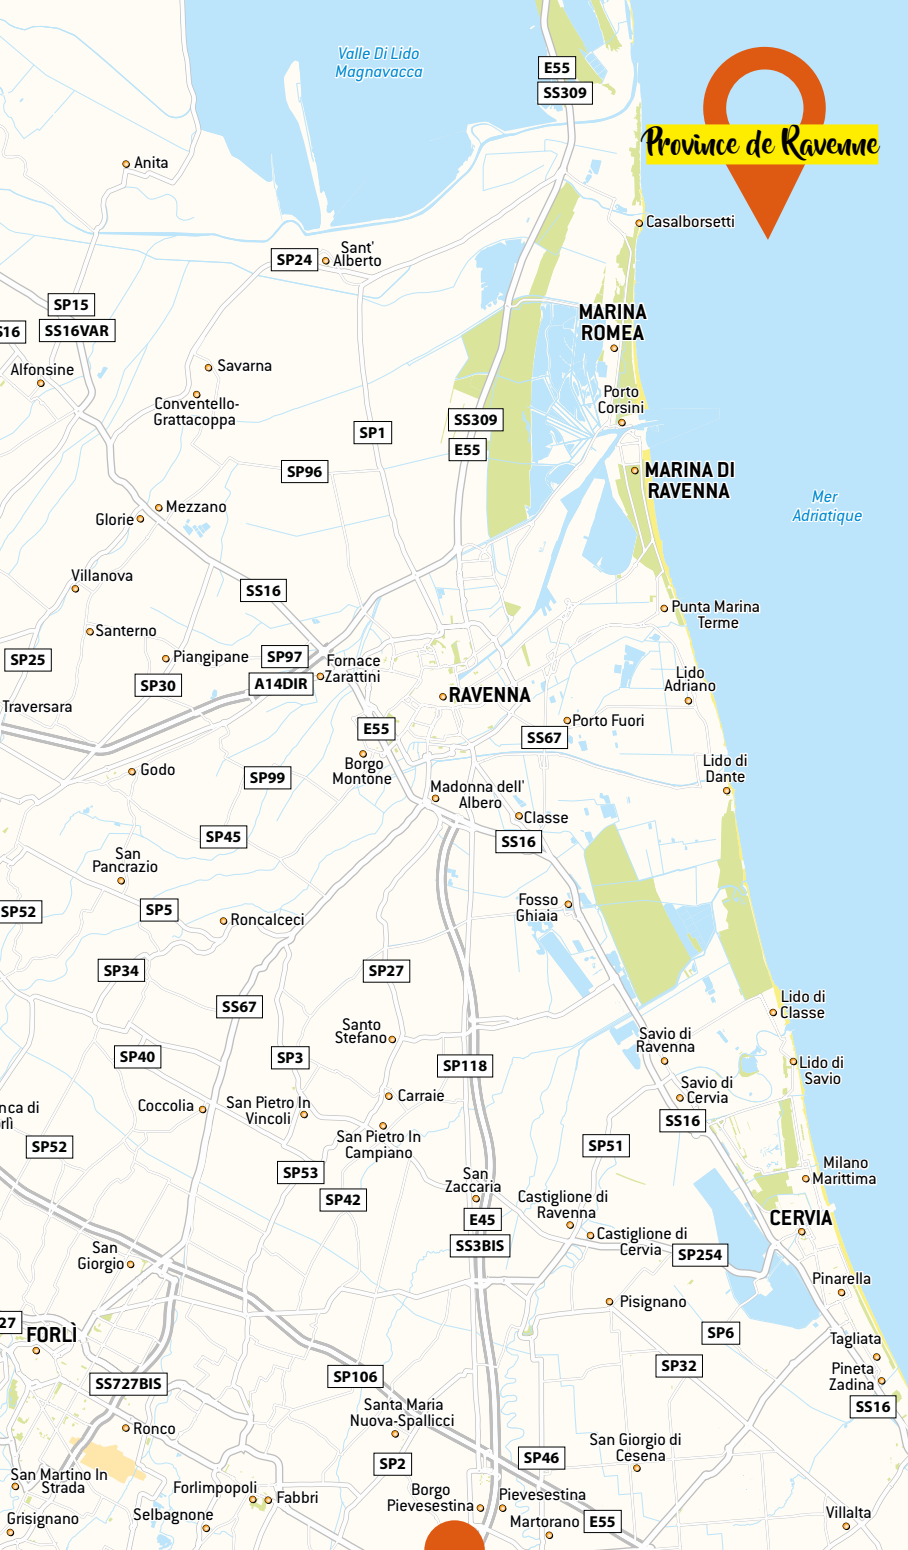 Valle Di Lido
Magnavacca
E55
SS309
Province de Ravenne
Anita
Casalborsetti
Sant'
Alberto
SP24
SP15
SS16VAR
S16
MARINA
ROMEA
Alfonsine
Savarna
Conventello-
Grattacoppa
Porto
Corsini
SS309
SP1
E55
SP96
MARINA DI
RAVENNA
Mer
Adriatique
Mezzano
Glorie
Villanova
SS16
Punta Marina
Terme
Santerno
SP25
Piangipane
SP97
Fornace
Zarattini
SP30
A14DIR
Lido
Adriano
RAVENNA
Traversara
Porto Fuori
E55
SS67
Borgo
Montone
Godo
SP99
Lido di
Dante
Madonna dell'
Albero
Classe
SP45
SS16
San
Pancrazio
SP52
SP5
Roncalceci
Fosso
Ghiaia
SP34
SP27
SS67
Lido di
Classe
Santo
Stefano
Savio di
Ravenna
SP40
SP3
SP118
Lido di
Savio
Savio di
Cervia
nca di
rlì
Coccolia
San Pietro In
Vincoli
Carraie
SS16
SP52
San Pietro In
Campiano
SP51
SP53
San
Zaccaria
Milano
Marittima
SP42
Castiglione di
Ravenna
E45
CERVIA
SS3BIS
Castiglione di
Cervia
SP254
San
Giorgio
Pinarella
Pisignano
27
FORLÌ
SP6
Tagliata
SP32
Pineta
Zadina
SS727BIS
SP106
SS16
Santa Maria
Nuova-Spallicci
Ronco
San Giorgio di
Cesena
SP2
SP46
San Martino In
Strada
Forlimpopoli
Fabbri
Borgo
Pievesestina
Pievesestina
Grisignano
Selbagnone
Martorano
E55
Villalta